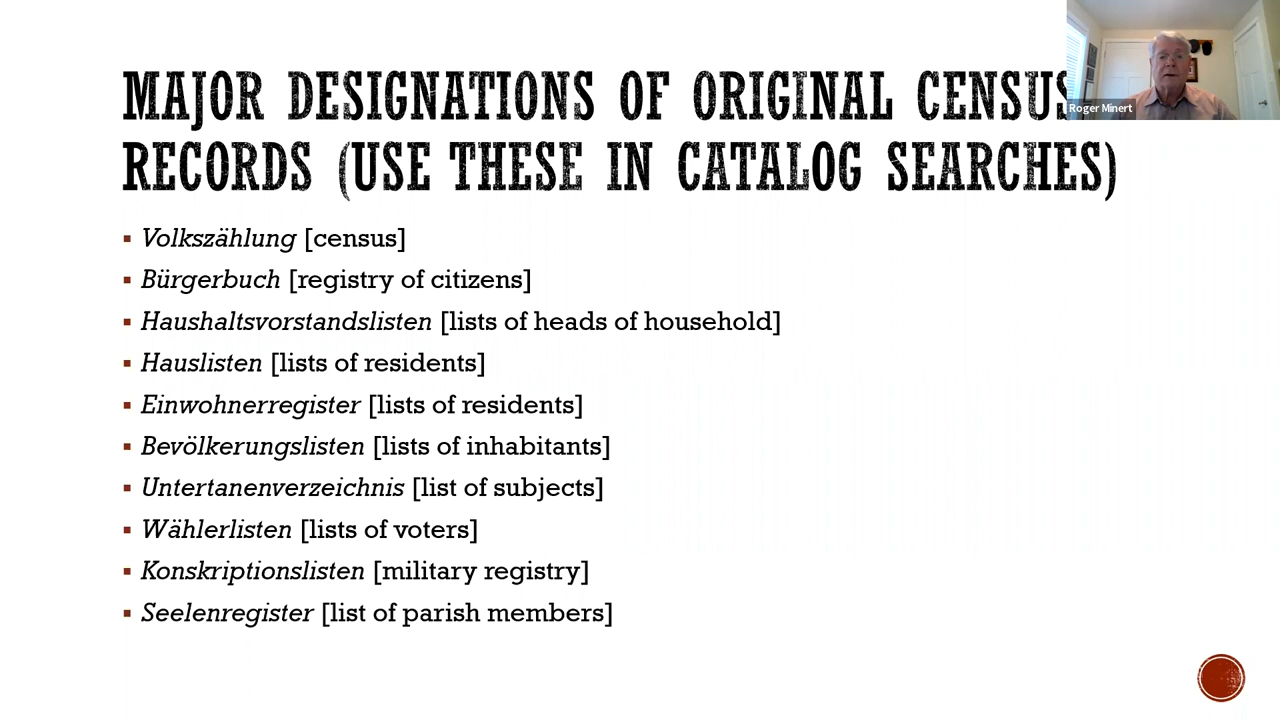 MAJOR DESIGNATIONS OF ORIGINAL CENSUS
RECORDS (USE THESE IN CATALOG SEARCHES)
Roger Minert
▪ Volkszählung [census]
▪ Bürgerbuch [registry of citizens]
▪ Haushaltsvorstandslisten [lists of heads of household]
▪ Hauslisten [lists of residents]
▪ Einwohnerregister [lists of residents]
▪ Bevölkerungslisten [lists of inhabitants]
▪ Untertanenverzeichnis [list of subjects]
▪ Wählerlisten [lists of voters]
▪ Konskriptionslisten [military registry]
▪ Seelenregister [list of parish members]